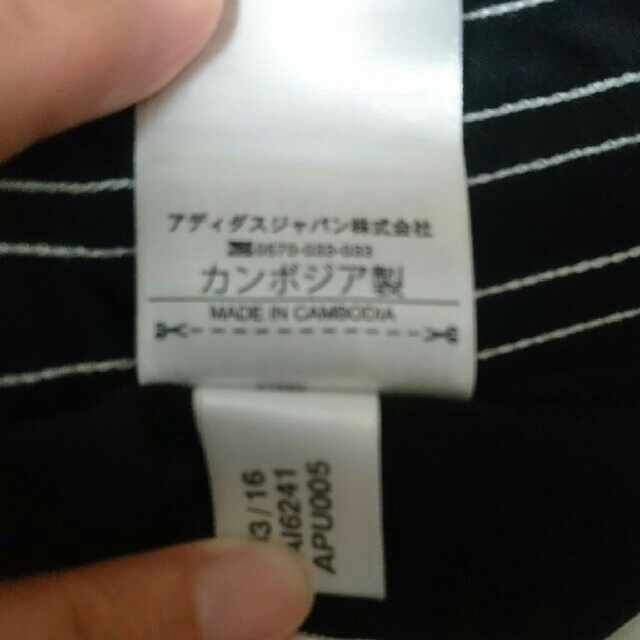 アディダスジャパン株式会社
0570-033-033
カンボジア製
MADE IN CAMBODIA
3/16
AI6241
APU005